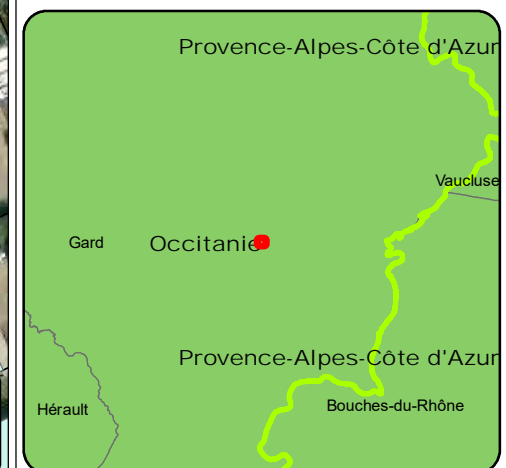 Provence-Alpes-Côte d'Azur
Vaucluse
Gard
Occitanie
Provence-Alpes-Côte d'Azur
Bouches-du-Rhône
Hérault